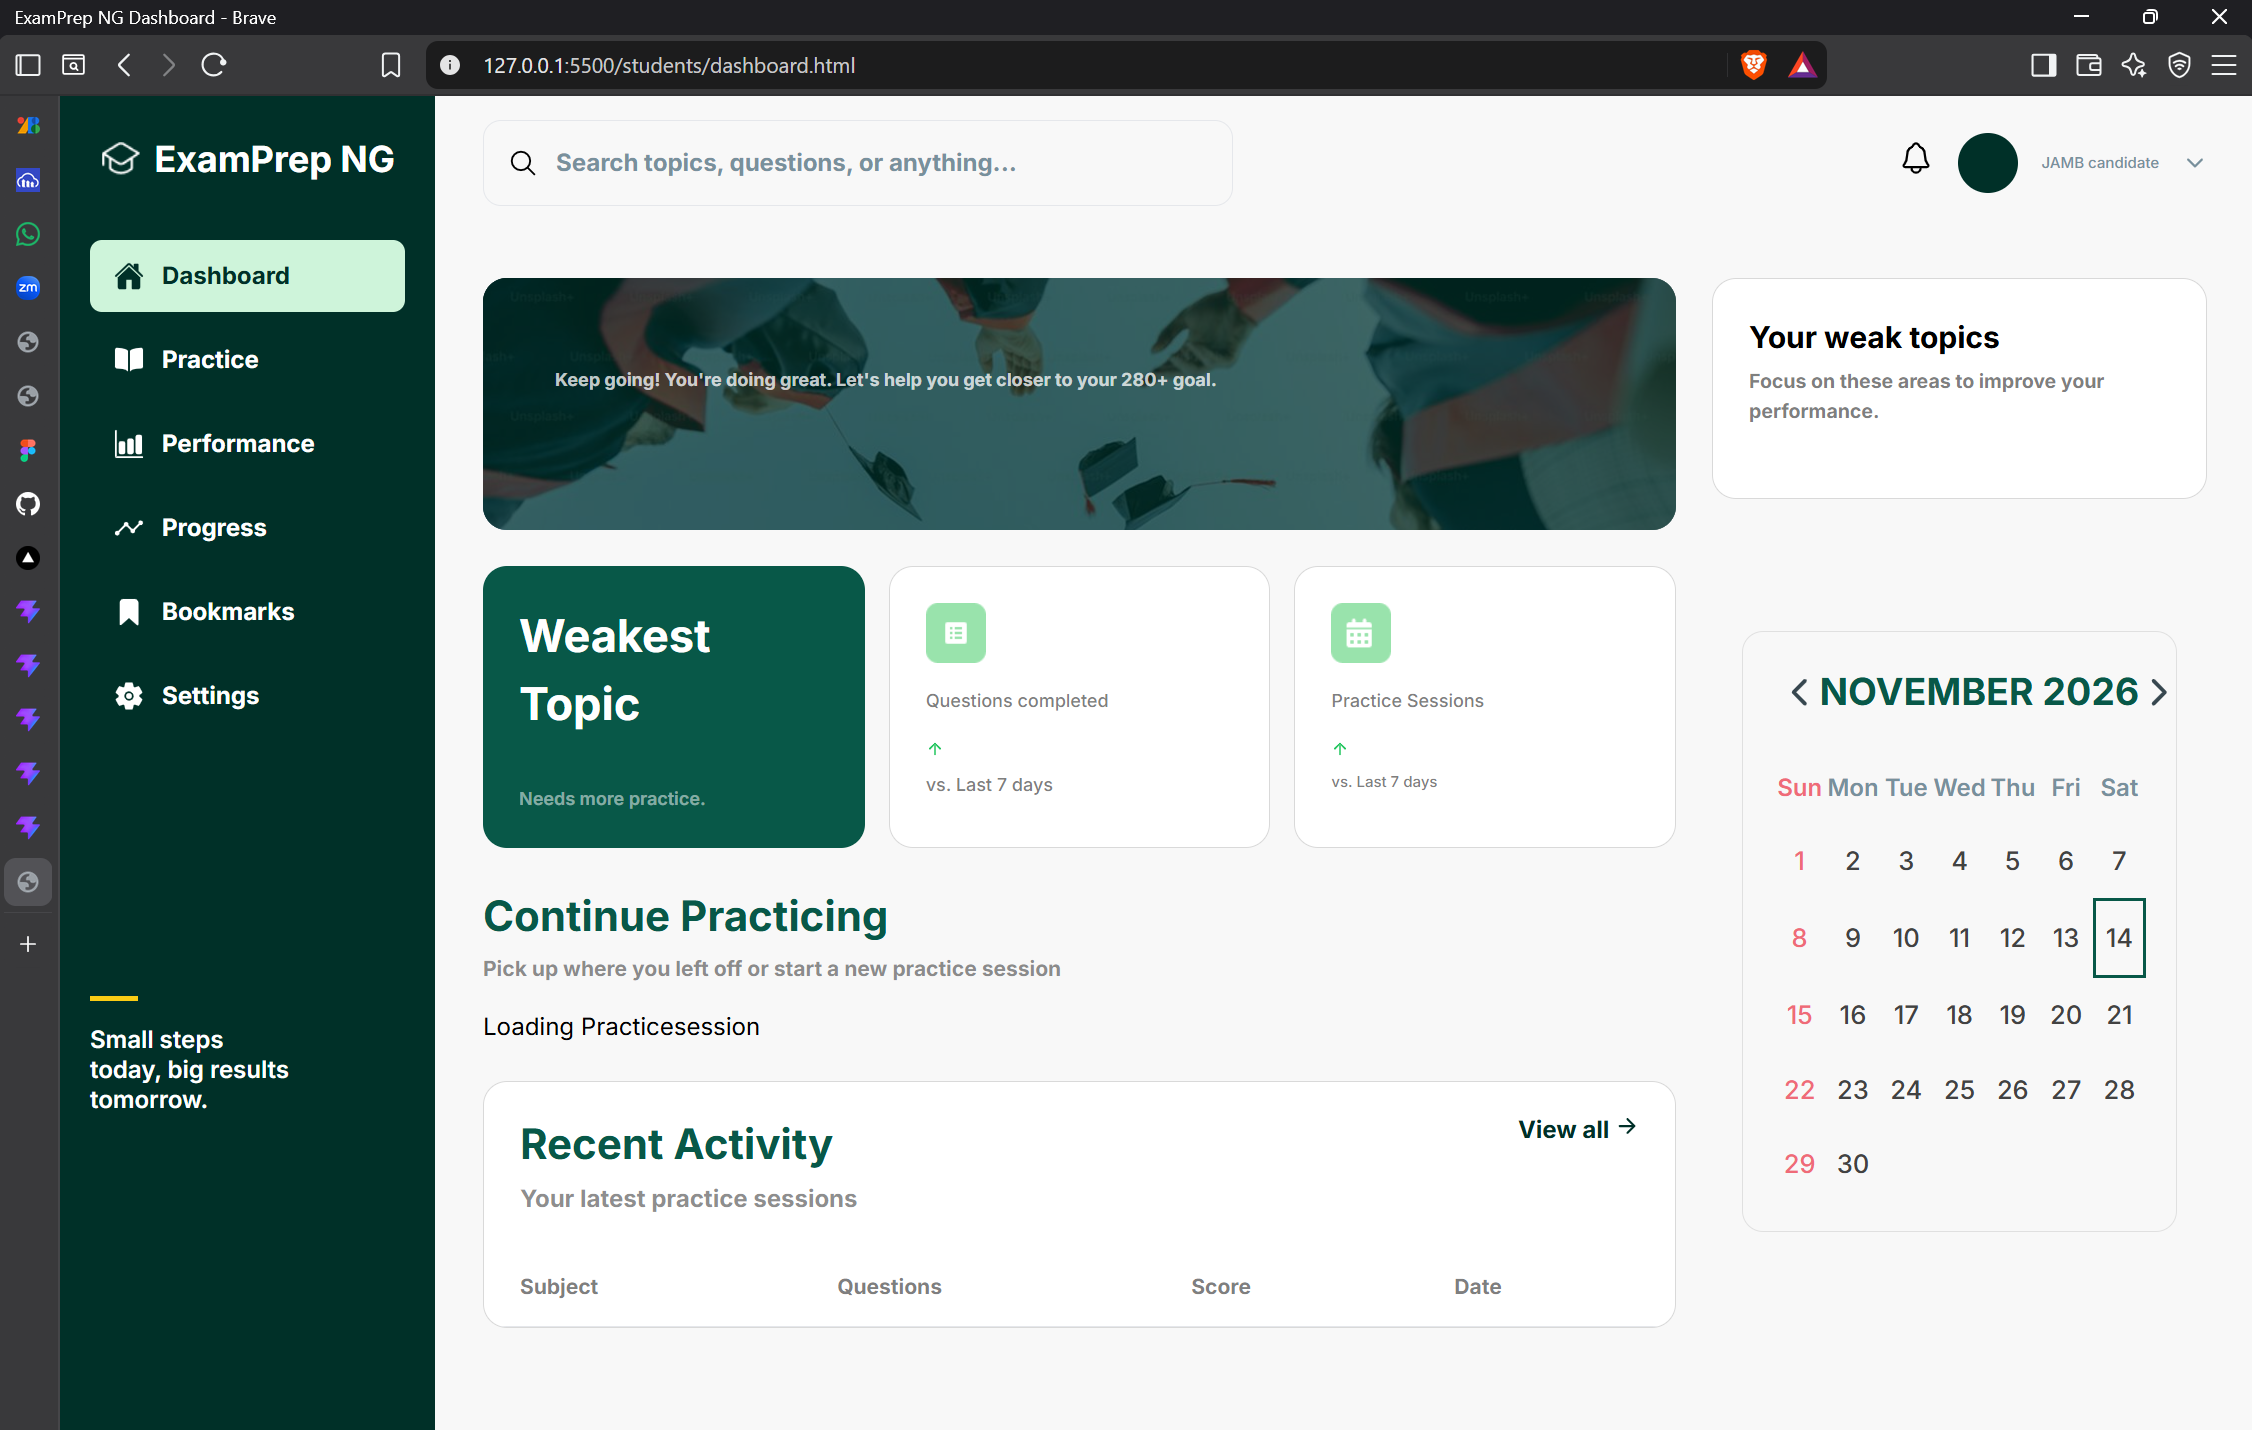 ExamPrep NG Dashboard - Brave
127.0.0.1:5500/students/dashboard.html
ExamPrep NG
Search topics, questions, or anything...
JAMB candidate
Dashboard
Practice
Performance
Progress
Bookmarks
Settings
Small steps
today, big results
tomorrow.
zm
Keep going! You're doing great. Let's help you get closer to your 280+ goal.
Unsplash+
Your weak topics
Focus on these areas to improve your
performance.
Weakest
Topic
Needs more practice.
Questions completed
vs. Last 7 days
Practice Sessions
vs. Last 7 days
Continue Practicing
Pick up where you left off or start a new practice session
Loading Practicesession
Recent Activity
View all
Your latest practice sessions
Subject Questions Score Date
NOVEMBER 2026
Sun Mon Tue Wed Thu Fri Sat
1 2 3 4 5 6 7
8 9 10 11 12 13 14
15 16 17 18 19 20 21
22 23 24 25 26 27 28
29 30